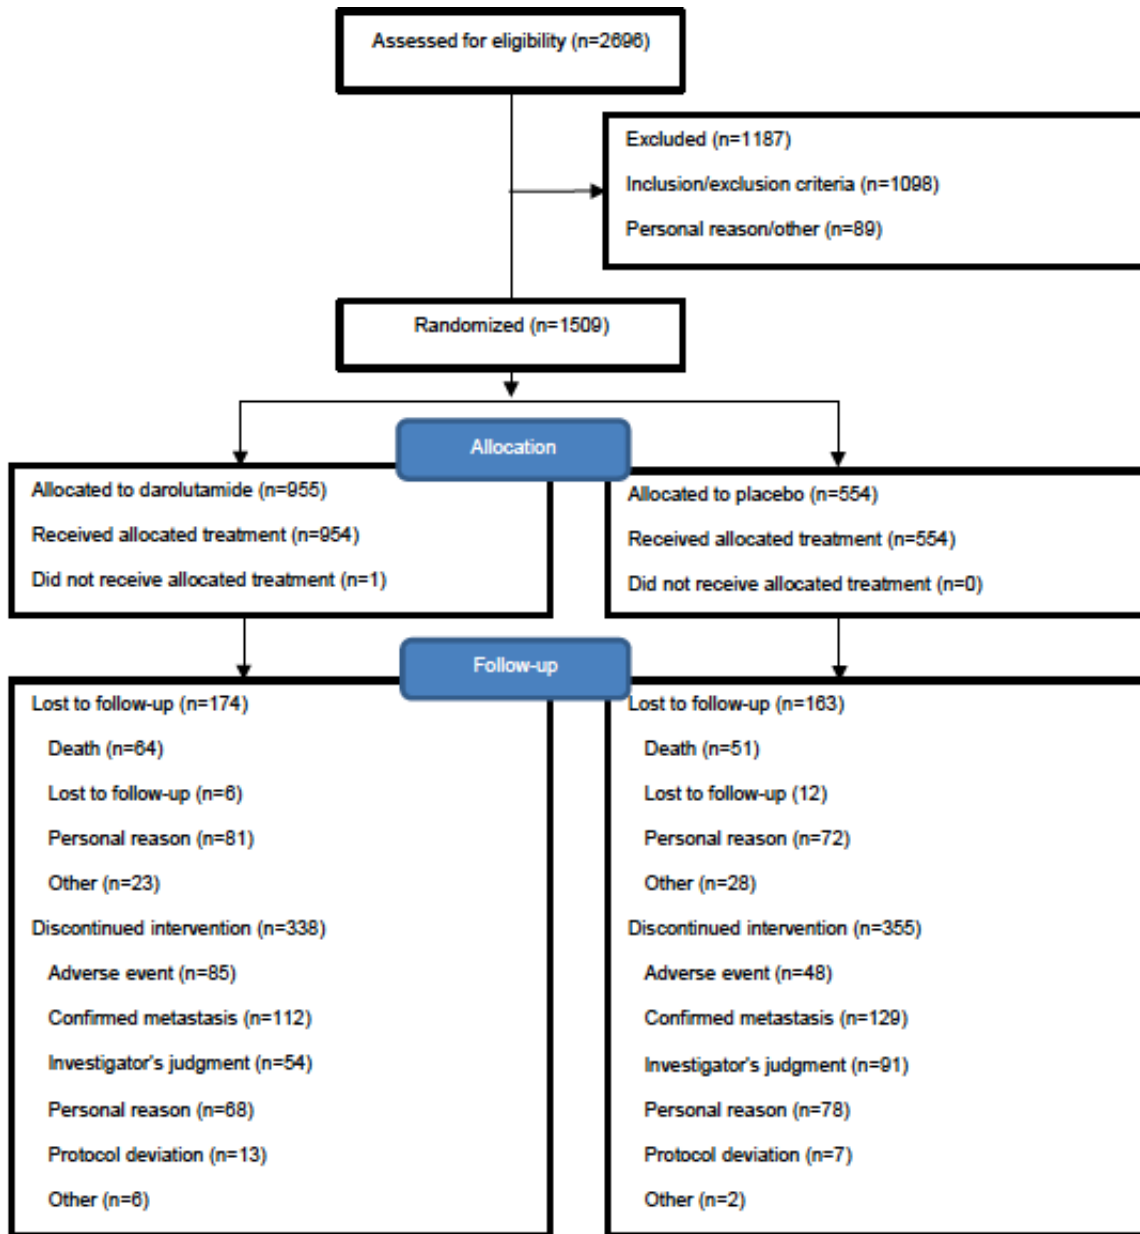 Assessed for eligibility (n=2696)
Excluded (n=1187)
Inclusion/exclusion criteria (n=1098)
Personal reason/other (n=89)
Randomized (n=1509)
Allocation
Allocated to darolutamide (n=955)
Received allocated treatment (n=954)
Did not receive allocated treatment (n=1)
Allocated to placebo (n=554)
Received allocated treatment (n=554)
Did not receive allocated treatment (n=0)
Follow-up
Lost to follow-up (n=174)
Death (n=64)
Lost to follow-up (n=6)
Personal reason (n=81)
Other (n=23)
Discontinued intervention (n=338)
Adverse event (n=85)
Confirmed metastasis (n=112)
Investigator's judgment (n=54)
Personal reason (n=68)
Protocol deviation (n=13)
Other (n=6)
Lost to follow-up (n=163)
Death (n=51)
Lost to follow-up (12)
Personal reason (n=72)
Other (n=28)
Discontinued intervention (n=355)
Adverse event (n=48)
Confirmed metastasis (n=129)
Investigator's judgment (n=91)
Personal reason (n=78)
Protocol deviation (n=7)
Other (n=2)